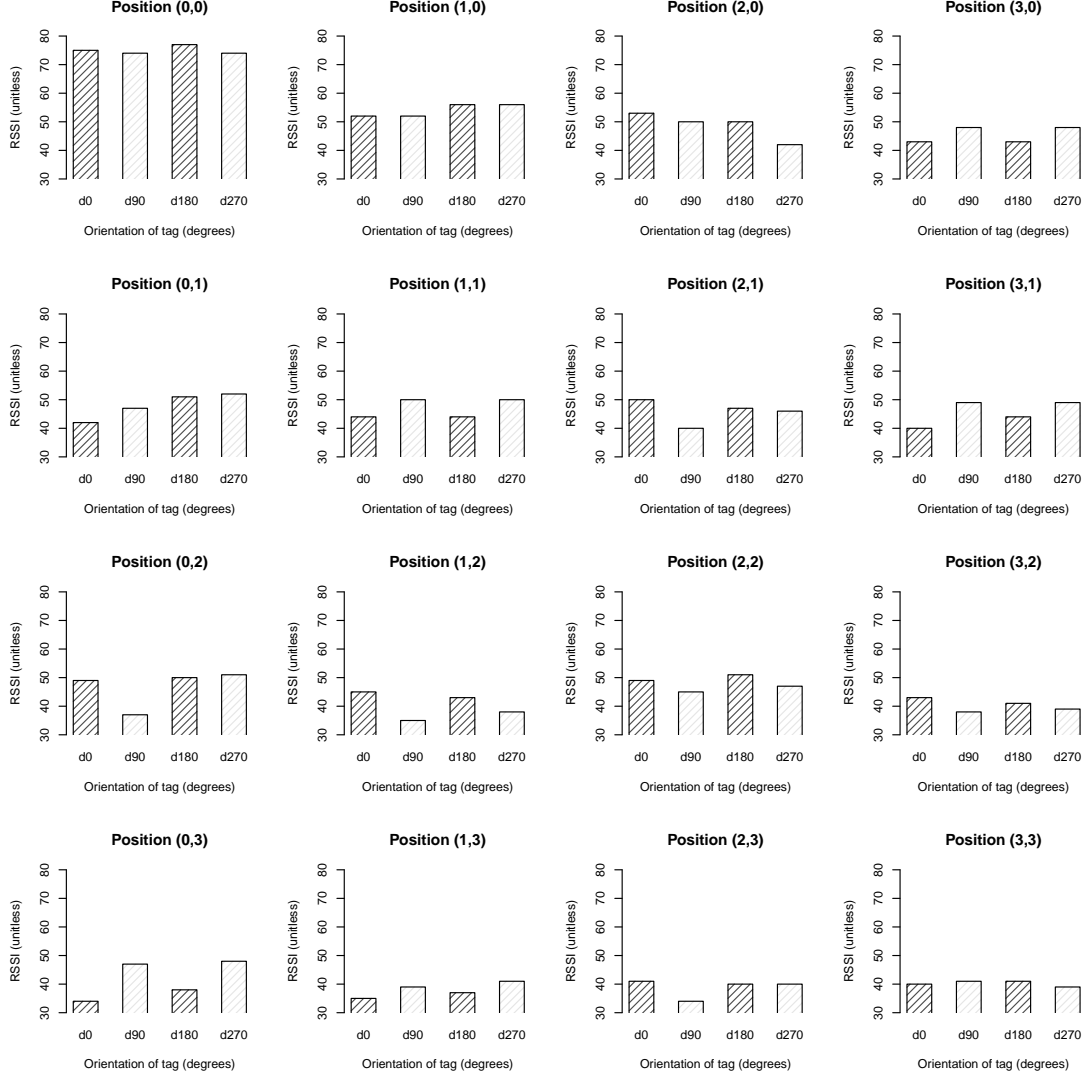 Position (0,0) Position (1,0) Position (2,0) Position (3,0)
RSSI (unitless) RSSI (unitless) RSSI (unitless) RSSI (unitless)
80 80 80 80
70 70 70 70
60 60 60 60
50 50 50 50
40 40 40 40
30 30 30 30
d0 d90 d180 d270 d0 d90 d180 d270 d0 d90 d180 d270 d0 d90 d180 d270
Orientation of tag (degrees) Orientation of tag (degrees) Orientation of tag (degrees) Orientation of tag (degrees)
Position (0,1) Position (1,1) Position (2,1) Position (3,1)
RSSI (unitless) RSSI (unitless) RSSI (unitless) RSSI (unitless)
80 80 80 80
70 70 70 70
60 60 60 60
50 50 50 50
40 40 40 40
30 30 30 30
d0 d90 d180 d270 d0 d90 d180 d270 d0 d90 d180 d270 d0 d90 d180 d270
Orientation of tag (degrees) Orientation of tag (degrees) Orientation of tag (degrees) Orientation of tag (degrees)
Position (0,2) Position (1,2) Position (2,2) Position (3,2)
RSSI (unitless) RSSI (unitless) RSSI (unitless) RSSI (unitless)
80 80 80 80
70 70 70 70
60 60 60 60
50 50 50 50
40 40 40 40
30 30 30 30
d0 d90 d180 d270 d0 d90 d180 d270 d0 d90 d180 d270 d0 d90 d180 d270
Orientation of tag (degrees) Orientation of tag (degrees) Orientation of tag (degrees) Orientation of tag (degrees)
Position (0,3) Position (1,3) Position (2,3) Position (3,3)
RSSI (unitless) RSSI (unitless) RSSI (unitless) RSSI (unitless)
80 80 80 80
70 70 70 70
60 60 60 60
50 50 50 50
40 40 40 40
30 30 30 30
d0 d90 d180 d270 d0 d90 d180 d270 d0 d90 d180 d270 d0 d90 d180 d270
Orientation of tag (degrees) Orientation of tag (degrees) Orientation of tag (degrees) Orientation of tag (degrees)